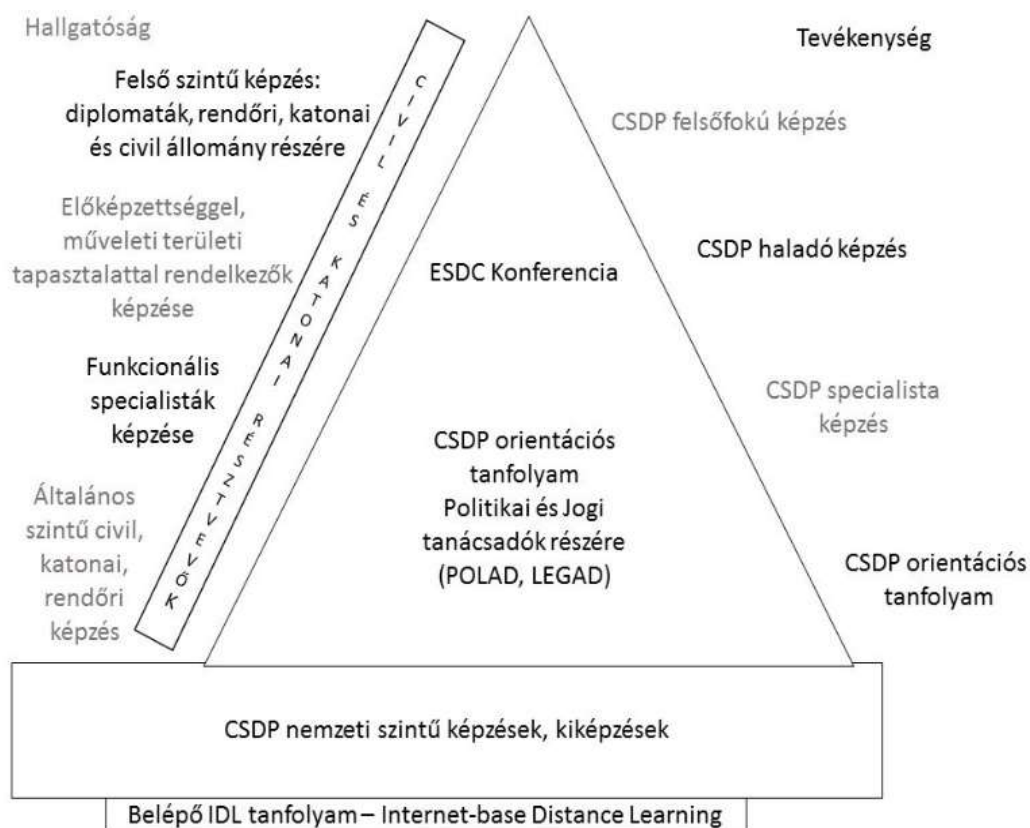 Hallgatóság
Felső szintű képzés:
diplomaták, rendőri, katonai
és civil állomány részére
Előképzettséggel,
műveleti területi
tapasztalattal rendelkezők
képzése
Funkcionális
specialisták
képzése
Általános
szintű civil,
katonai,
rendőri
képzés
CIVIL ÉS KATONAI RÉSZTVEVŐK
ESDC Konferencia
CSDP orientációs
tanfolyam
Politikai és Jogi
tanácsadók részére
(POLAD, LEGAD)
Tevékenység
CSDP felsőfokú képzés
CSDP haladó képzés
CSDP specialista
képzés
CSDP orientációs
tanfolyam
CSDP nemzeti szintű képzések, kiképzések
Belépő IDL tanfolyam – Internet-base Distance Learning